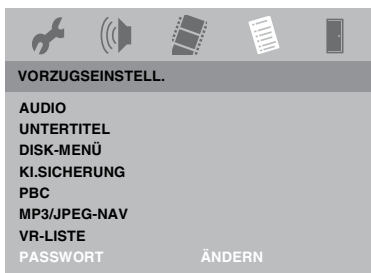 VORZUGSEINSTELL.
AUDIO
UNTERTITEL
DISK-MENÜ
KI.SICHERUNG
PBC
MP3/JPEG-NAV
VR-LISTE
PASSWORT ÄNDERN